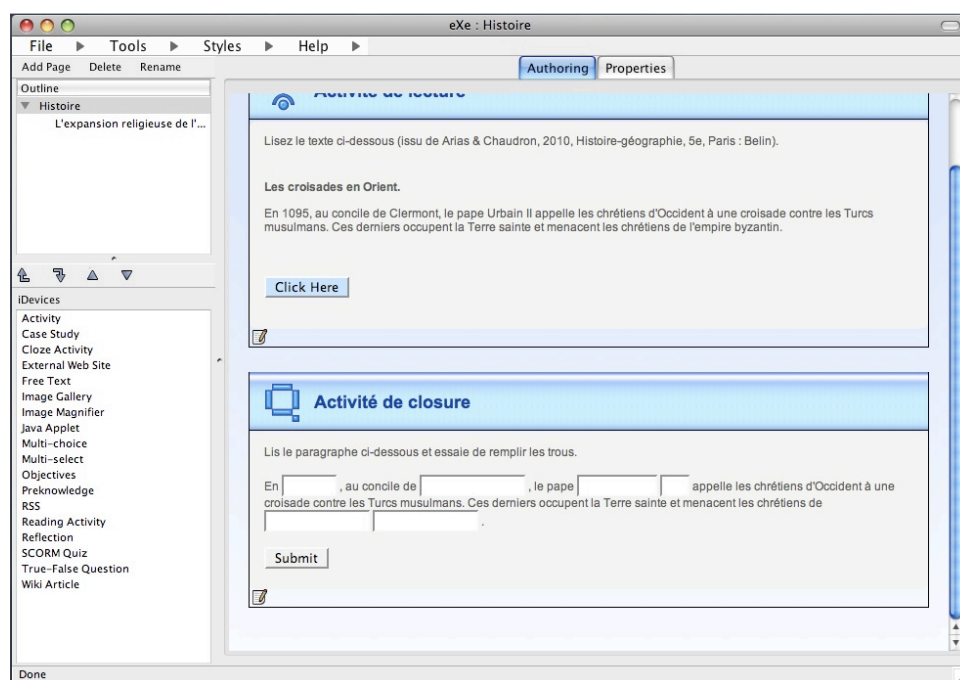 eXe : Histoire
File Tools Styles Help
Add Page Delete Rename
Authoring Properties
Outline
Histoire
L'expansion religieuse de l'...
iDevices
Activity
Case Study
Cloze Activity
External Web Site
Free Text
Image Gallery
Image Magnifier
Java Applet
Multi-choice
Multi-select
Objectives
Preknowledge
RSS
Reading Activity
Reflection
SCORM Quiz
True-False Question
Wiki Article
Activité de lecture
Lisez le texte ci-dessous (issu de Arias & Chaudron, 2010, Histoire-géographie, 5e, Paris : Belin).
Les croisades en Orient.
En 1095, au concile de Clermont, le pape Urbain II appelle les chrétiens d'Occident à une croisade contre les Turcs
musulmans. Ces derniers occupent la Terre sainte et menacent les chrétiens de l'empire byzantin.
Click Here
Activité de closure
Lis le paragraphe ci-dessous et essaie de remplir les trous.
En , au concile de , le pape appelle les chrétiens d'Occident à une
croisade contre les Turcs musulmans. Ces derniers occupent la Terre sainte et menacent les chrétiens de
.
Submit
Done